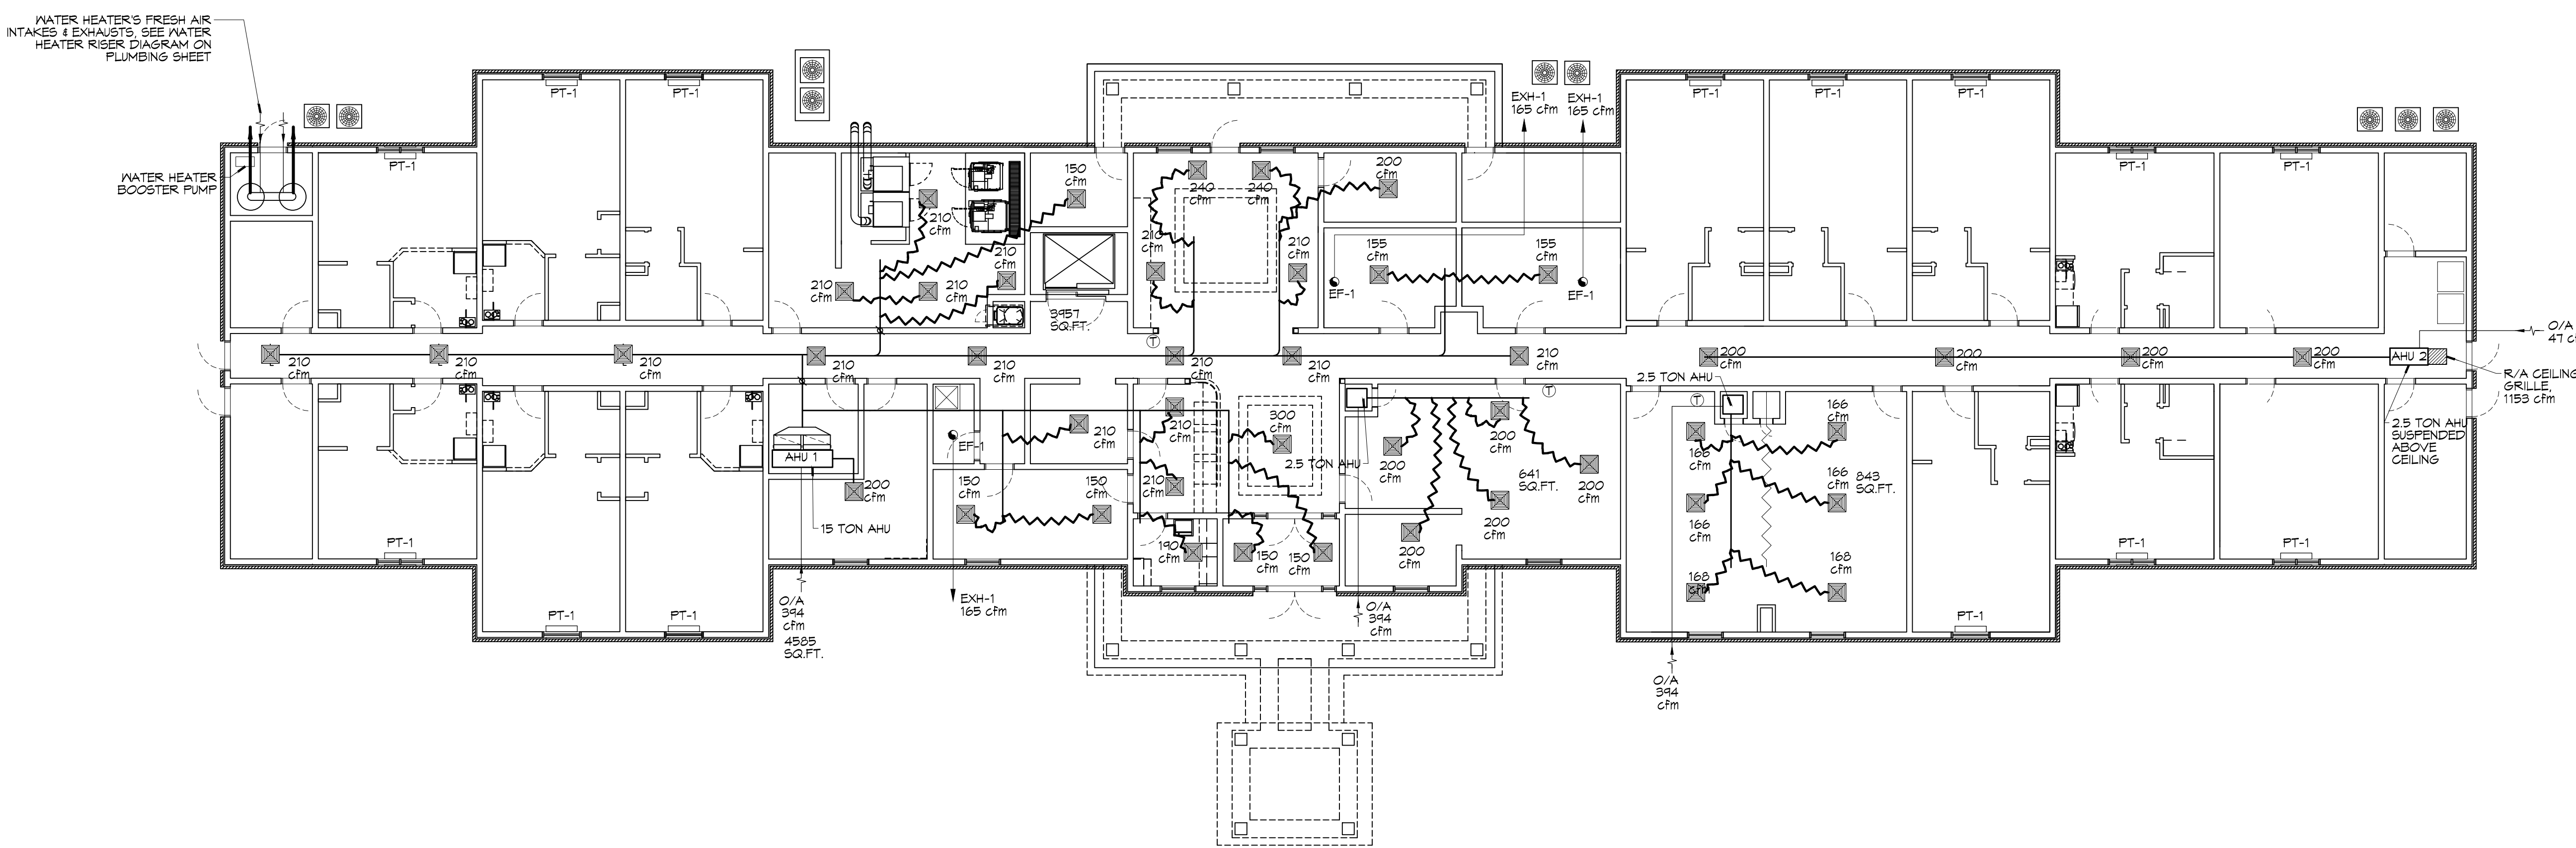 WATER HEATER'S FRESH AIR
INTAKES & EXHAUSTS, SEE WATER
HEATER RISER DIAGRAM ON
PLUMBING SHEET
WATER HEATER
BOOSTER PUMP
PT-1
PT-1
PT-1
EXH-1
165 cfm
EXH-1
165 cfm
PT-1
PT-1
PT-1
PT-1
PT-1
210
cfm
150
cfm
240
cfm
240
cfm
200
cfm
210
cfm
210
cfm
210
cfm
210
cfm
210
cfm
155
cfm
155
cfm
EF-1
EF-1
3957
SQ.FT.
T
210
cfm
210
cfm
210
cfm
210
cfm
210
cfm
210
cfm
210
cfm
210
cfm
200
cfm
200
cfm
200
cfm
200
cfm
AHU 2
O/A
R/A CEILING
GRILLE,
1153 cfm
2.5 TON AHU
SUSPENDED
ABOVE
CEILING
AHU 1
15 TON AHU
200
cfm
EF-1
210
cfm
150
cfm
150
cfm
210
cfm
210
cfm
190
cfm
300
cfm
150
cfm
150
cfm
2.5 TON AHU
200
cfm
200
cfm
200
cfm
200
cfm
200
cfm
641
SQ.FT.
T
2.5 TON AHU
T
166
cfm
166
cfm
166
cfm
166
cfm
168
cfm
168
cfm
843
SQ.FT.
PT-1
PT-1
PT-1
PT-1
PT-1
PT-1
O/A
394
cfm
4585
SQ.FT.
EXH-1
165 cfm
O/A
394
cfm
O/A
394
cfm